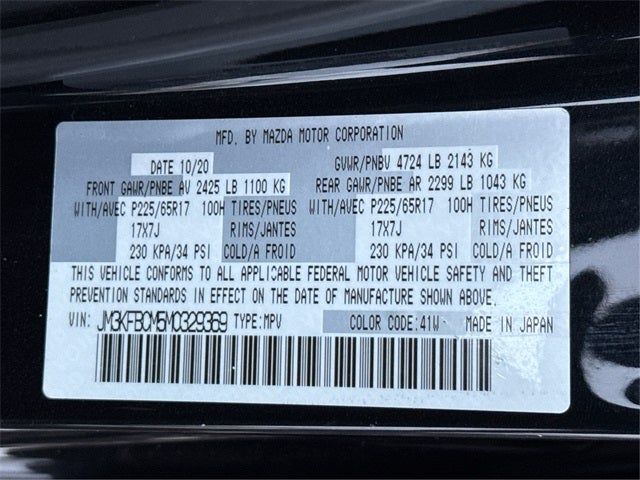 MFD. BY MAZDA MOTOR CORPORATION
DATE 10/20 GVWR/PNBV 4724 LB 2143 KG
FRONT GAWR/PNBE AV 2425 LB 1100 KG REAR GAWR/PNBE AR 2299 LB 1043 KG
WITH/AVEC P225/65R17 100H TIRES/PNEUS WITH/AVEC P225/65R17 100H TIRES/PNEUS
17X7J RIMS/JANTES 17X7J RIMS/JANTES
230 KPA/34 PSI COLD/A FROID 230 KPA/34 PSI COLD/A FROID
THIS VEHICLE CONFORMS TO ALL APPLICABLE FEDERAL MOTOR VEHICLE SAFETY AND THEFT
PREVENTION STANDARDS IN EFFECT ON THE DATE OF MANUFACTURE SHOWN ABOVE.
VIN: JM3KFBCM5M0329369 TYPE:MPV COLOR CODE:41W MADE IN JAPAN